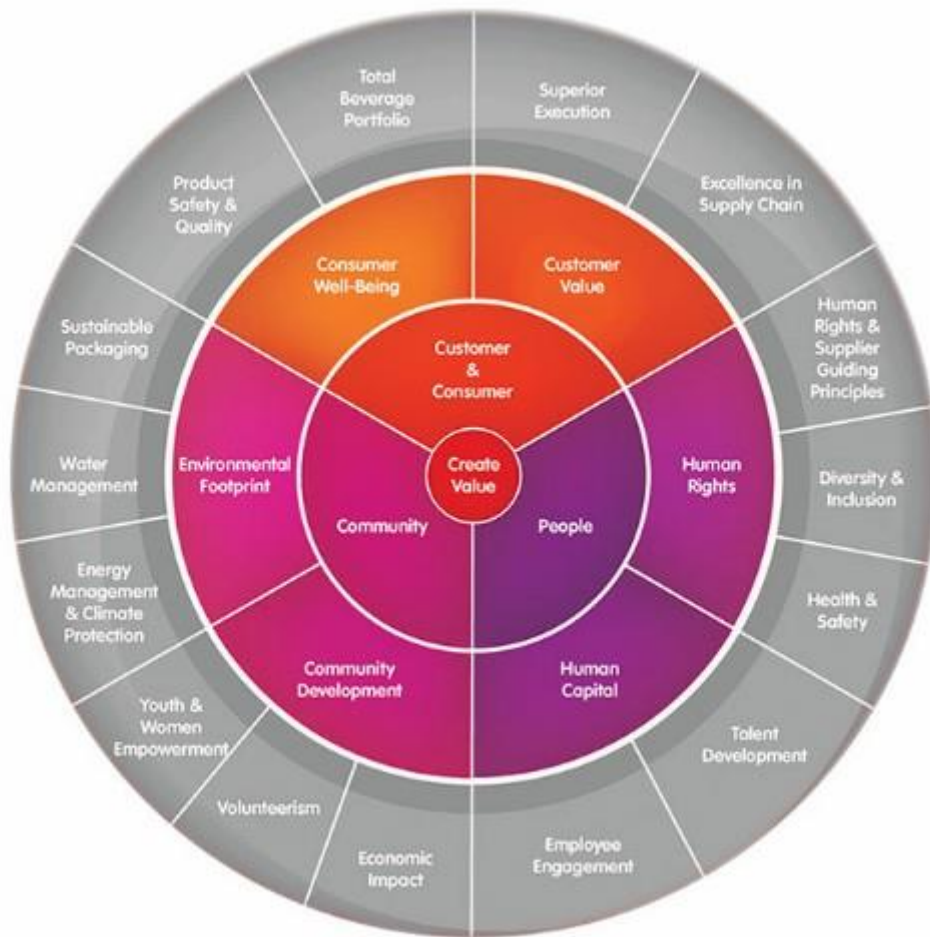 Total
Beverage
Portfolio
Superior
Execution
Excellence in
Supply Chain
Human
Rights &
Supplier
Guiding
Principles
Diversity &
Inclusion
Health &
Safety
Talent
Development
Employee
Engagement
Economic
Impact
Volunteerism
Youth &
Women
Empowerment
Energy
Management
& Climate
Protection
Water
Management
Sustainable
Packaging
Product
Safety &
Quality
Consumer
Well-Being
Customer
Value
Human
Rights
Human
Capital
Community
Development
Environmental
Footprint
Customer
&
Consumer
People
Community
Create
Value